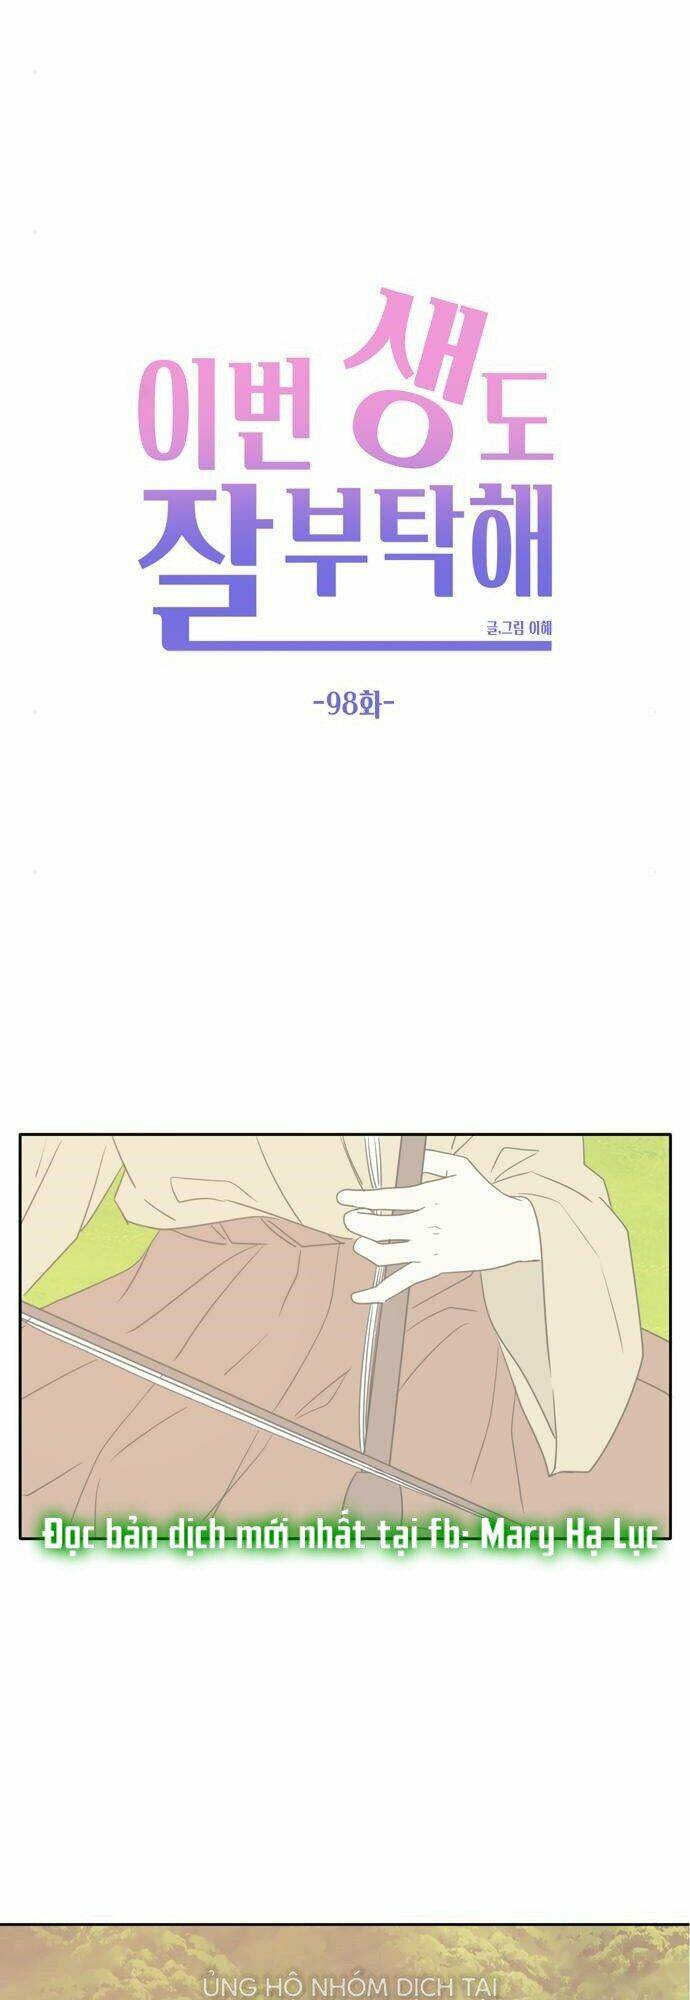 이번 생도
잘 부탁해
글,그림 이혜
-98화-
Đọc bản dịch mới nhất tại fb: Mary Hạ Lục
ỦNG HỘ NHÓM DỊCH TẠI